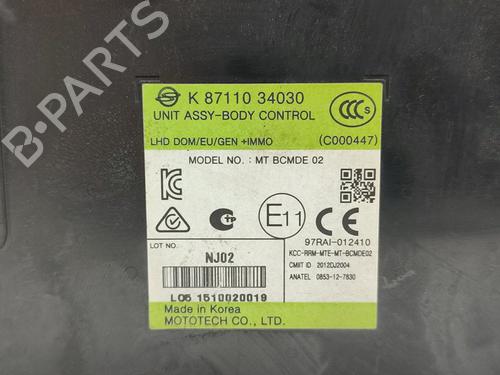 K 87110 34030
UNIT ASSY-BODY CONTROL
LHD DOM/EU/GEN +IMMO
(C000447)
MODEL NO. : MT BCMDE 02
CCC S
E11
CE
97RAI-012410
KCC-RRM-MTE-MT-BCMDE02
CMIIT ID 2012DJ2004
ANATEL 0853-12-7830
LOT NO.
NJ02
L05 1510020019
Made in Korea
MOTOTECH CO., LTD.
B-Parts